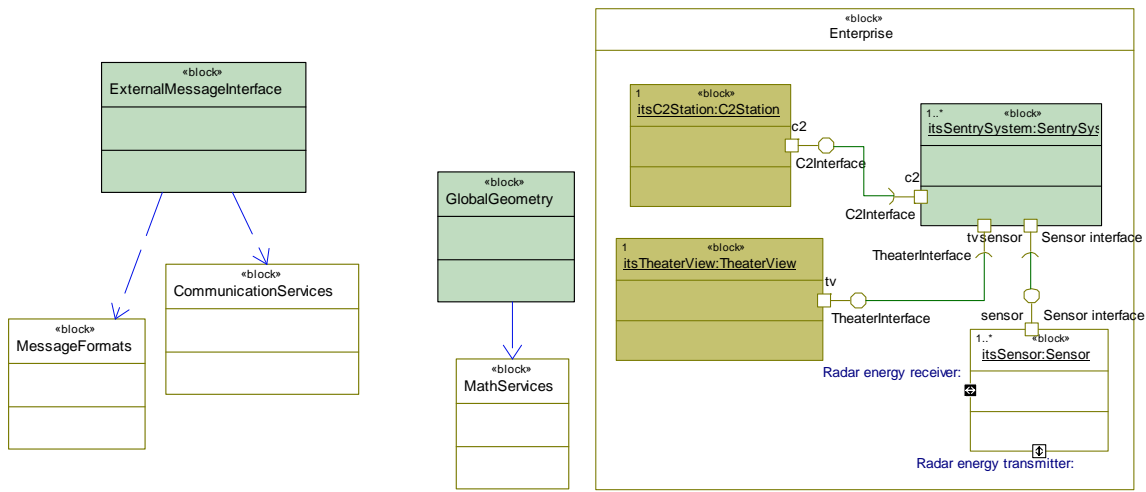 «block»
ExternalMessageInterface
«block»
CommunicationServices
«block»
MessageFormats
«block»
GlobalGeometry
«block»
MathServices
«block»
Enterprise
1 «block»
itsC2Station:C2Station
c2
C2Interface
1..* «block»
itsSentrySystem:SentrySys
c2
C2Interface
tvsensor Sensor interface
TheaterInterface
1 «block»
itsTheaterView:TheaterView
tv
TheaterInterface
sensor Sensor interface
1..* «block»
itsSensor:Sensor
Radar energy receiver:
Radar energy transmitter: